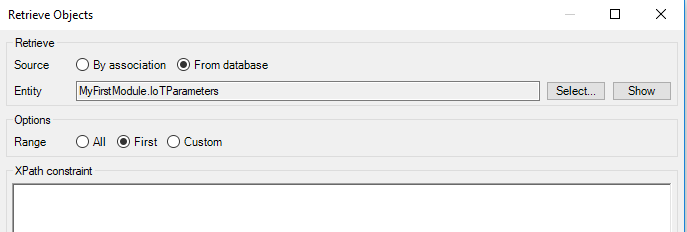 Retrieve Objects
Retrieve
Source By association From database
Entity MyFirstModule.IoTParameters Select... Show
Options
Range All First Custom
XPath constraint